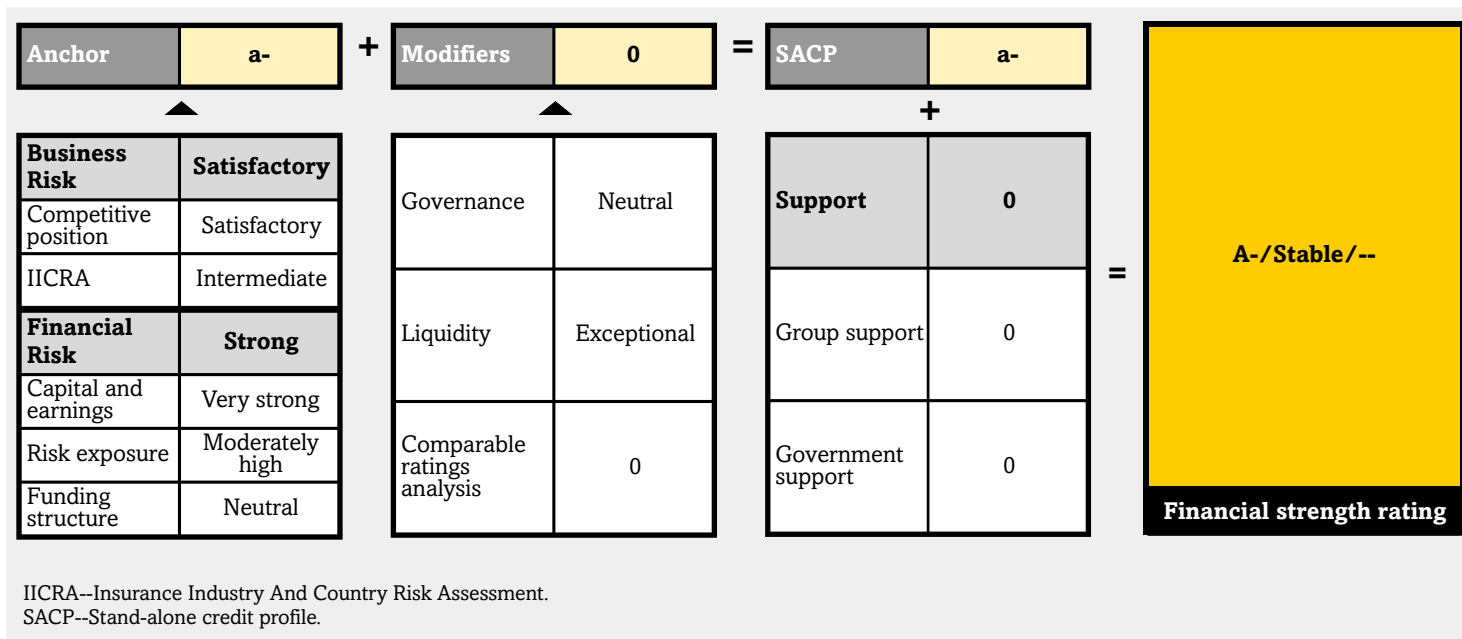 Anchor a- + Modifiers 0 = SACP a-
+
Business
Risk
Satisfactory
Competitive
position
Satisfactory
IICRA Intermediate
Financial
Risk
Strong
Capital and
earnings
Very strong
Risk exposure
Moderately
high
Funding
structure
Neutral
Governance Neutral
Liquidity Exceptional
Comparable
ratings
analysis
0
Support 0
Group support 0
Government
support
0
=
A-/Stable/--
Financial strength rating
IICRA--Insurance Industry And Country Risk Assessment.
SACP--Stand-alone credit profile.